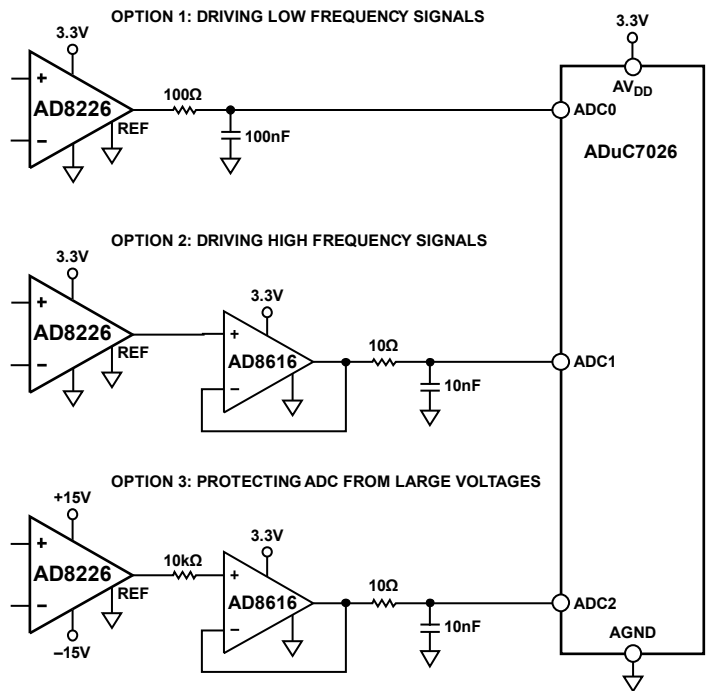 OPTION 1: DRIVING LOW FREQUENCY SIGNALS
3.3V
3.3V
+
AD8226
–
REF
100Ω
100nF
AVDD
ADC0
ADuC7026
OPTION 2: DRIVING HIGH FREQUENCY SIGNALS
3.3V
+
AD8226
–
REF
3.3V
+
AD8616
–
10Ω
10nF
ADC1
OPTION 3: PROTECTING ADC FROM LARGE VOLTAGES
+15V
+
AD8226
–
REF
–15V
10kΩ
3.3V
+
AD8616
–
10Ω
10nF
ADC2
AGND